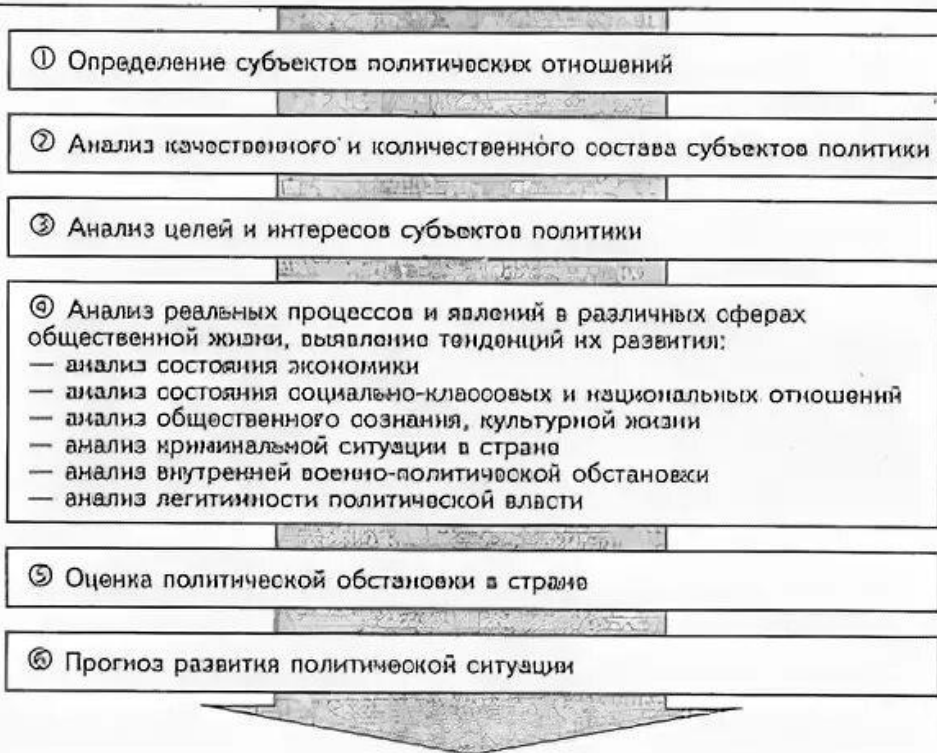 ① Определение субъектов политических отношений
② Анализ качественного и количественного состава субъектов политики
③ Анализ целей и интересов субъектов политики
④ Анализ реальных процессов и явлений в различных сферах
общественной жизни, выявление тенденций их развития:
— анализ состояния экономики
— анализ состояния социально-классовых и национальных отношений
— анализ общественного сознания, культурной жизни
— анализ криминальной ситуации в стране
— анализ внутренней военно-политической обстановки
— анализ легитимности политической власти
⑤ Оценка политической обстановки в стране
⑥ Прогноз развития политической ситуации